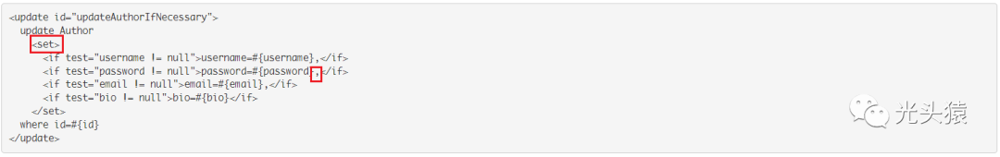 <update id="updateAuthorIfNecessary">
  update Author
    <set>
      <if test="username != null">username=#{username},</if>
      <if test="password != null">password=#{password},</if>
      <if test="email != null">email=#{email},</if>
      <if test="bio != null">bio=#{bio}</if>
    </set>
  where id=#{id}
</update>
光头猿